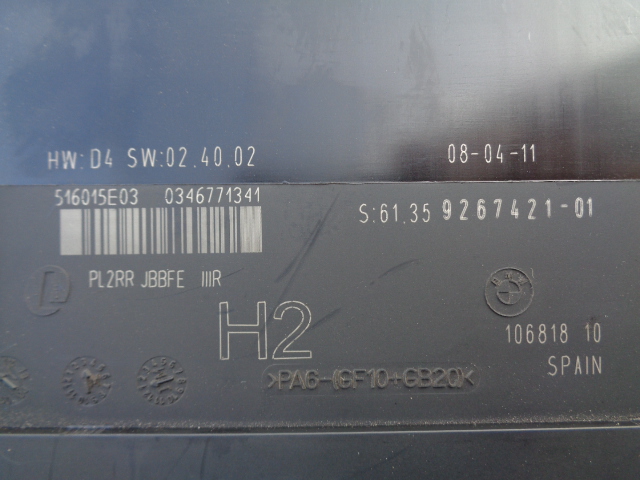 HW:D4 SW:02.40.02 08-04-11
516015E03 0346771341
S:61.35 9267421-01
PL2RR JBBFE IIIR
H2
106818 10
SPAIN
>PA6-(GF10+GB20)<